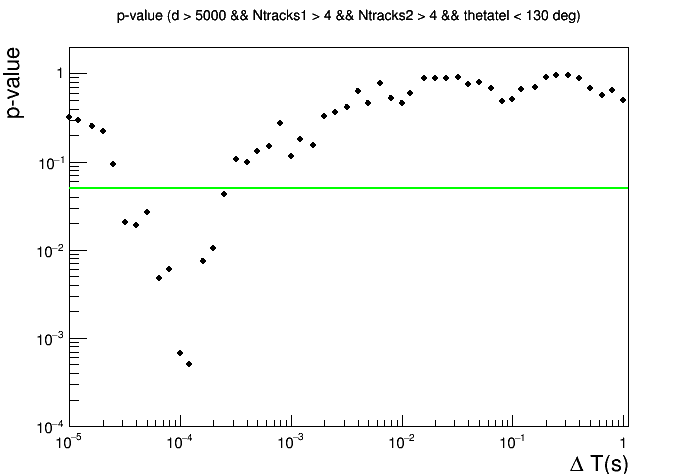 p-value (d > 5000 && Ntracks1 > 4 && Ntracks2 > 4 && thetatel < 130 deg)
p-value
1
10⁻¹
10⁻²
10⁻³
10⁻⁴
10⁻⁵ 10⁻⁴ 10⁻³ 10⁻² 10⁻¹ 1
Δ T(s)